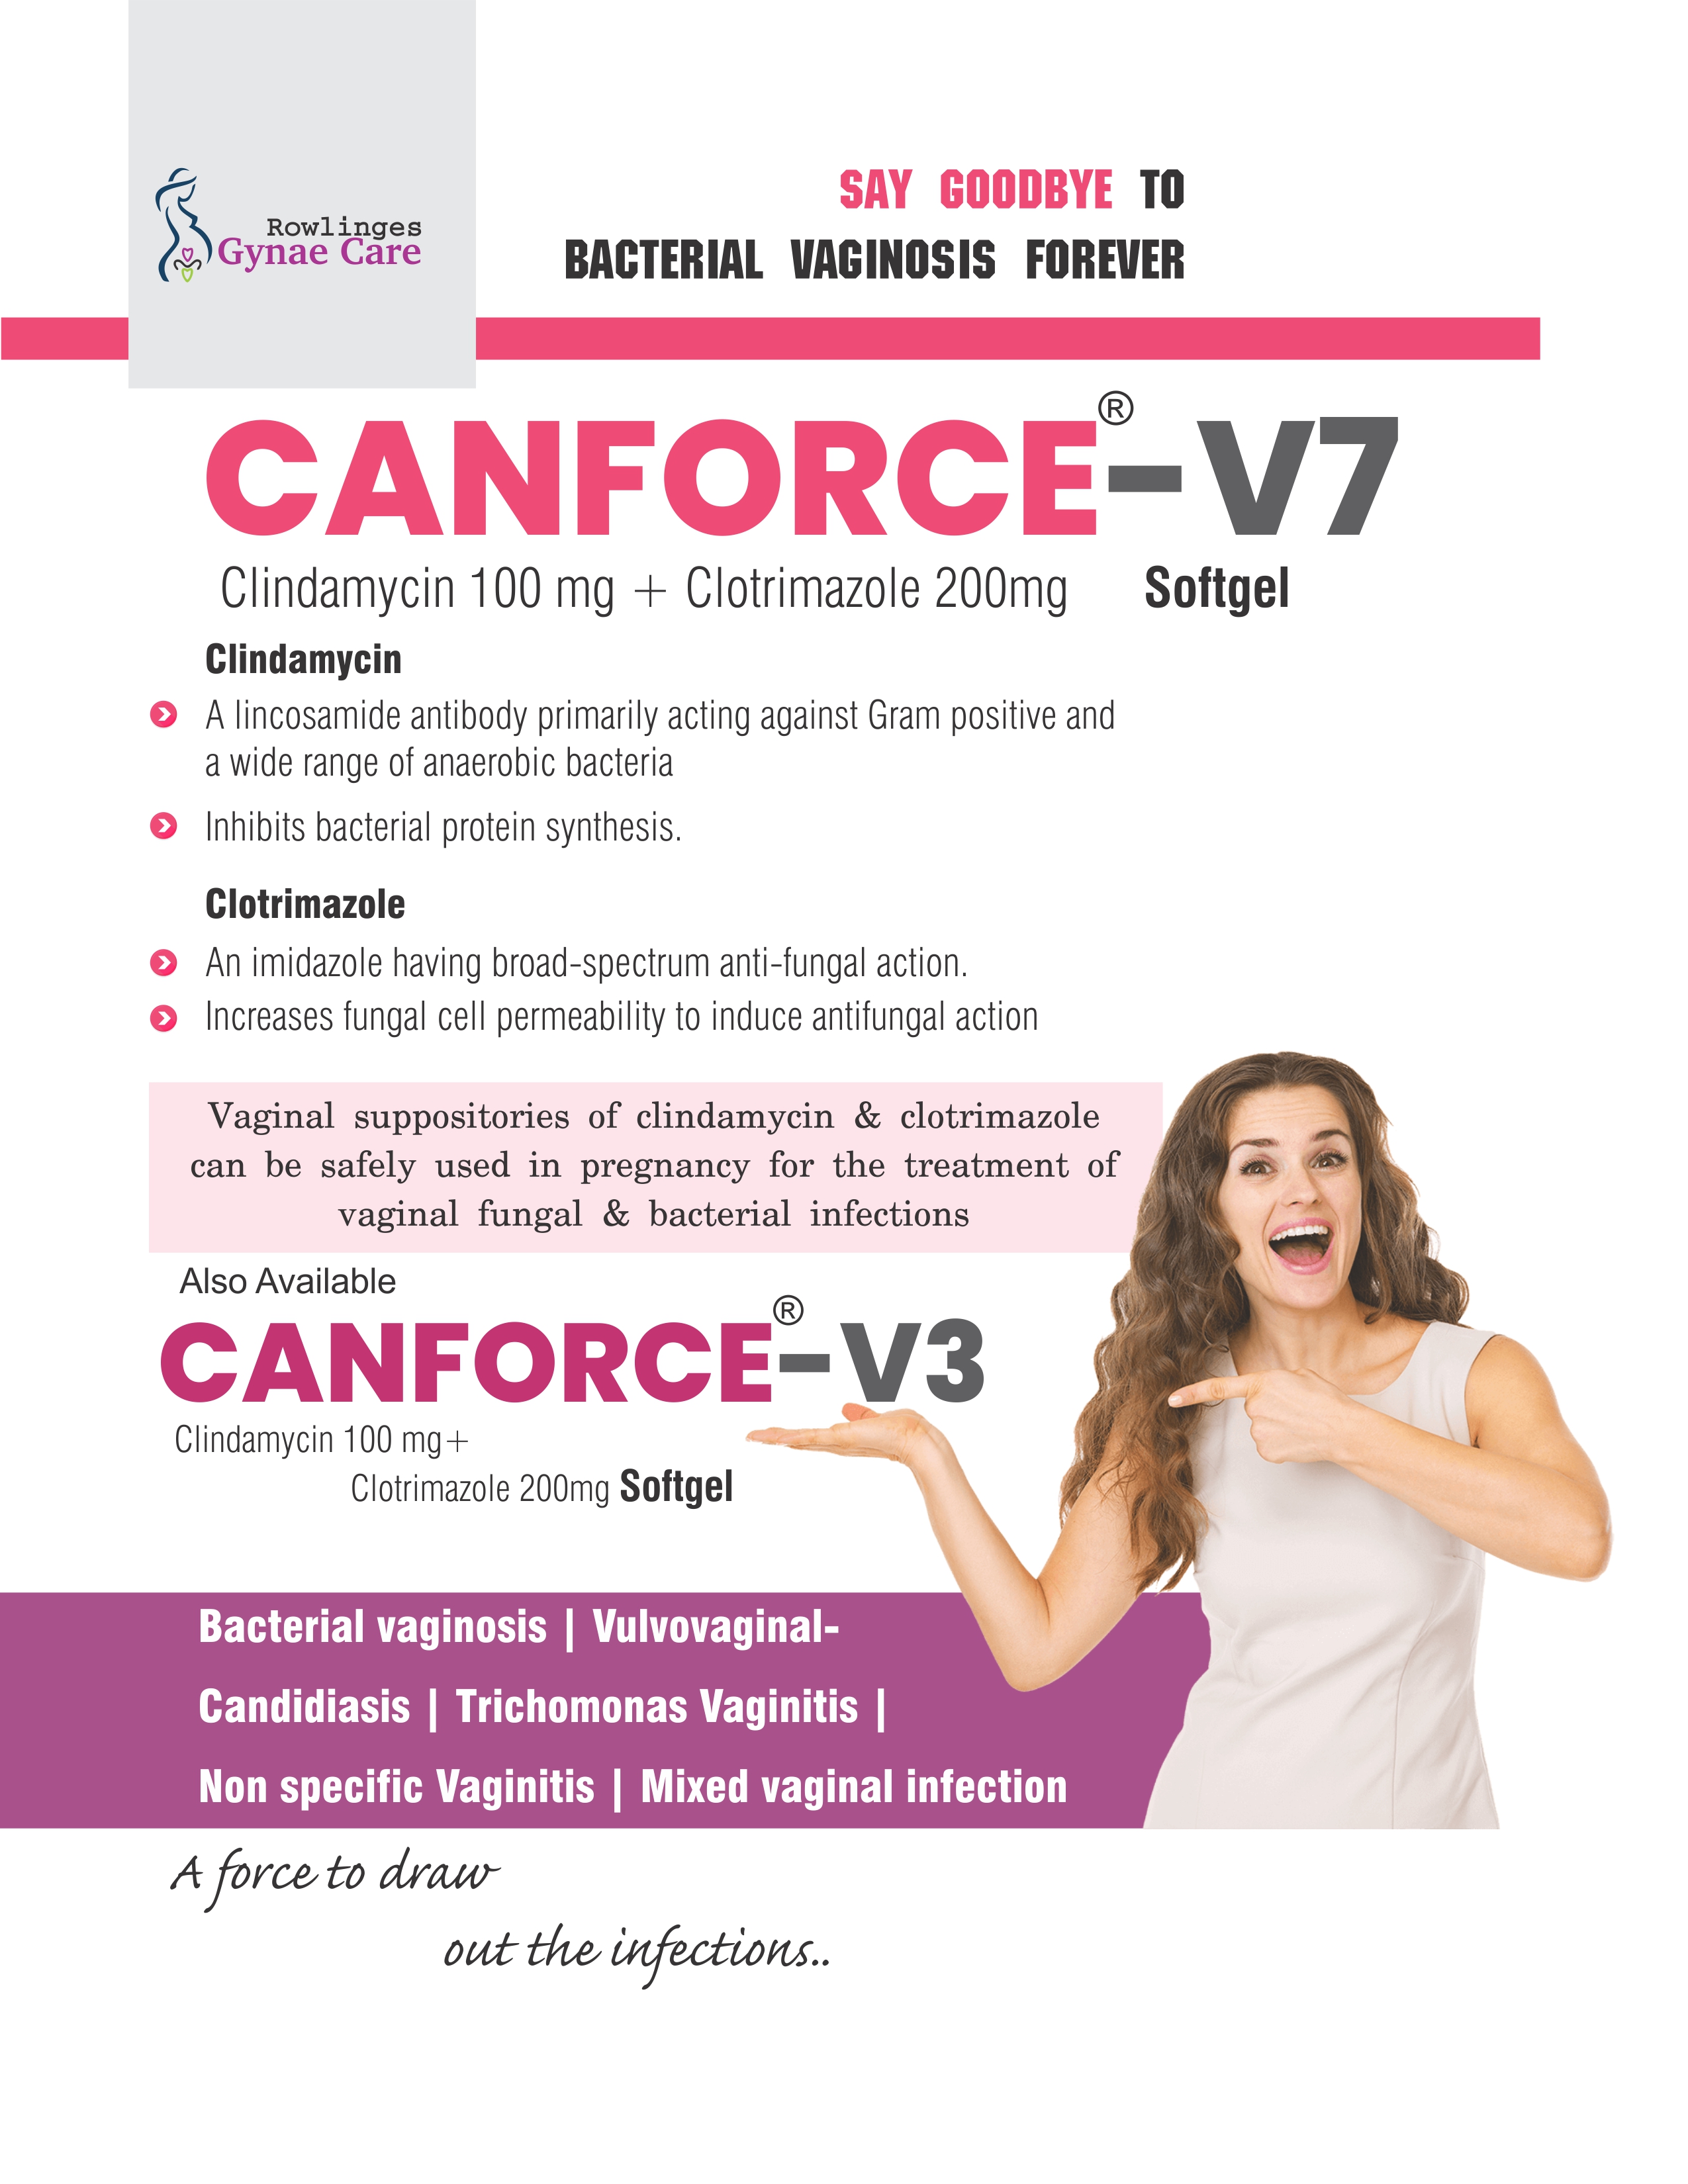 Rowlinges
Gynae Care
SAY GOODBYE TO
BACTERIAL VAGINOSIS FOREVER
CANFORCE®-V7
Clindamycin 100 mg + Clotrimazole 200mg Softgel
Clindamycin
A lincosamide antibody primarily acting against Gram positive and
a wide range of anaerobic bacteria
Inhibits bacterial protein synthesis.
Clotrimazole
An imidazole having broad-spectrum anti-fungal action.
Increases fungal cell permeability to induce antifungal action
Vaginal suppositories of clindamycin & clotrimazole
can be safely used in pregnancy for the treatment of
vaginal fungal & bacterial infections
Also Available
CANFORCE®-V3
Clindamycin 100 mg+
Clotrimazole 200mg Softgel
Bacterial vaginosis | Vulvovaginal-
Candidiasis | Trichomonas Vaginitis |
Non specific Vaginitis | Mixed vaginal infection
A force to draw
out the infections..